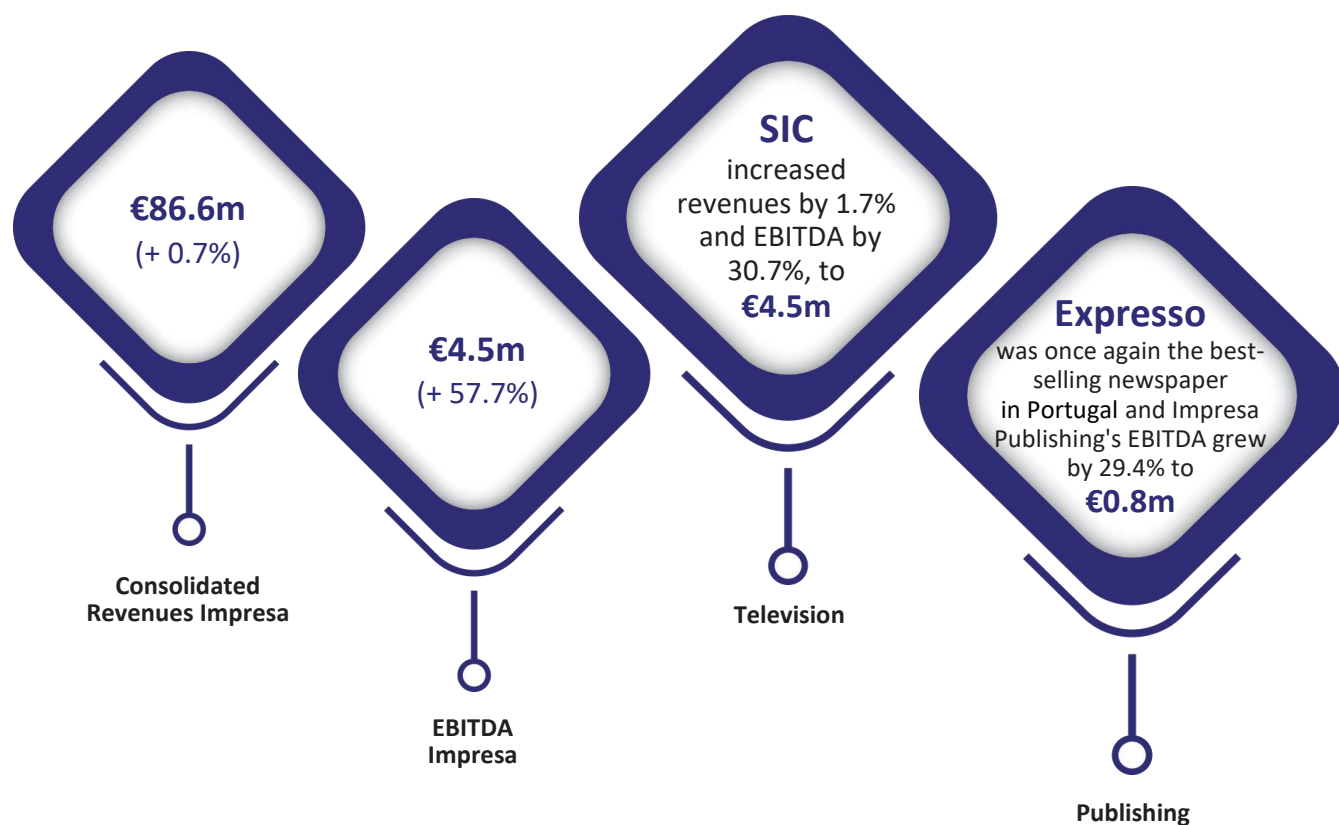 €86.6m
(+ 0.7%)
Consolidated
Revenues Impresa
€4.5m
(+ 57.7%)
EBITDA
Impresa
SIC
increased
revenues by 1.7%
and EBITDA by
30.7%, to
€4.5m
Television
Expresso
was once again the best-
selling newspaper
in Portugal and Impresa
Publishing's EBITDA grew
by 29.4% to
€0.8m
Publishing